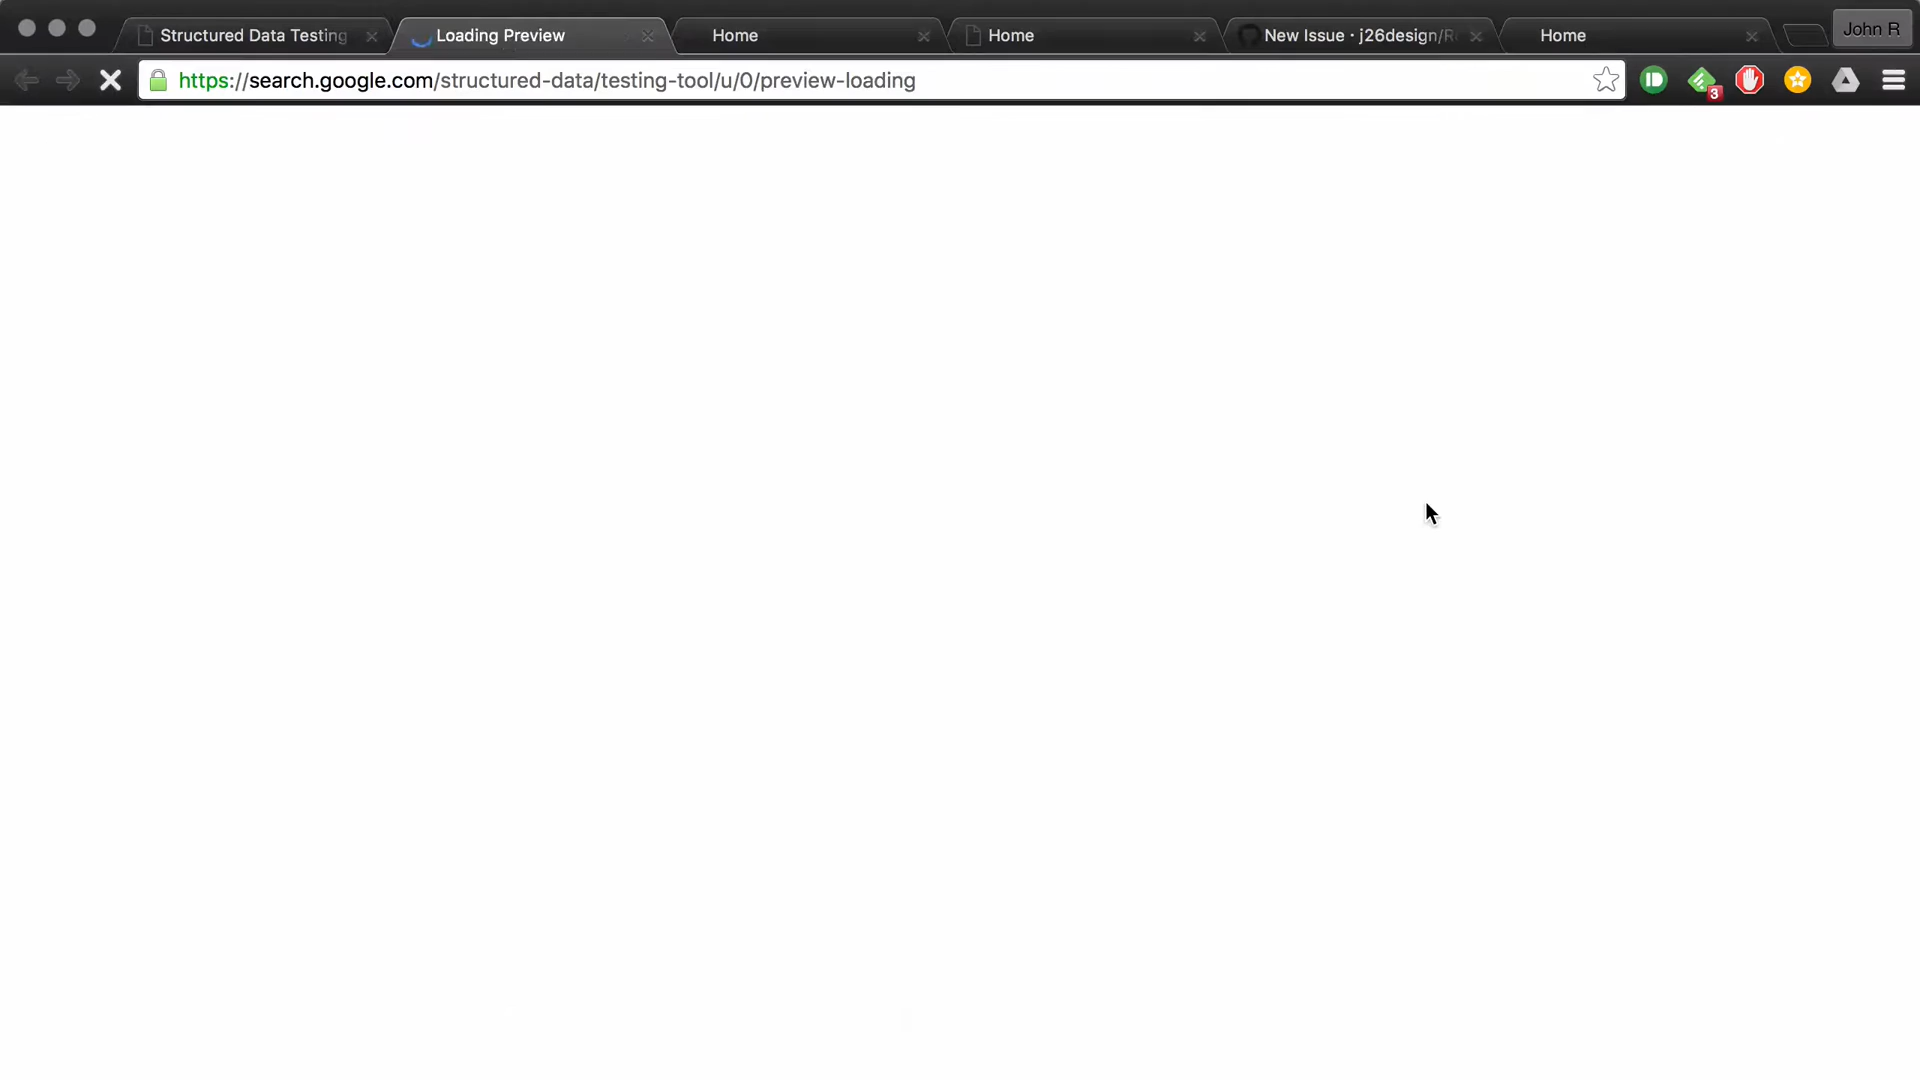 Structured Data Testing
Loading Preview
Home
Home
New Issue · j26design/R
Home
John R
https://search.google.com/structured-data/testing-tool/u/0/preview-loading
3